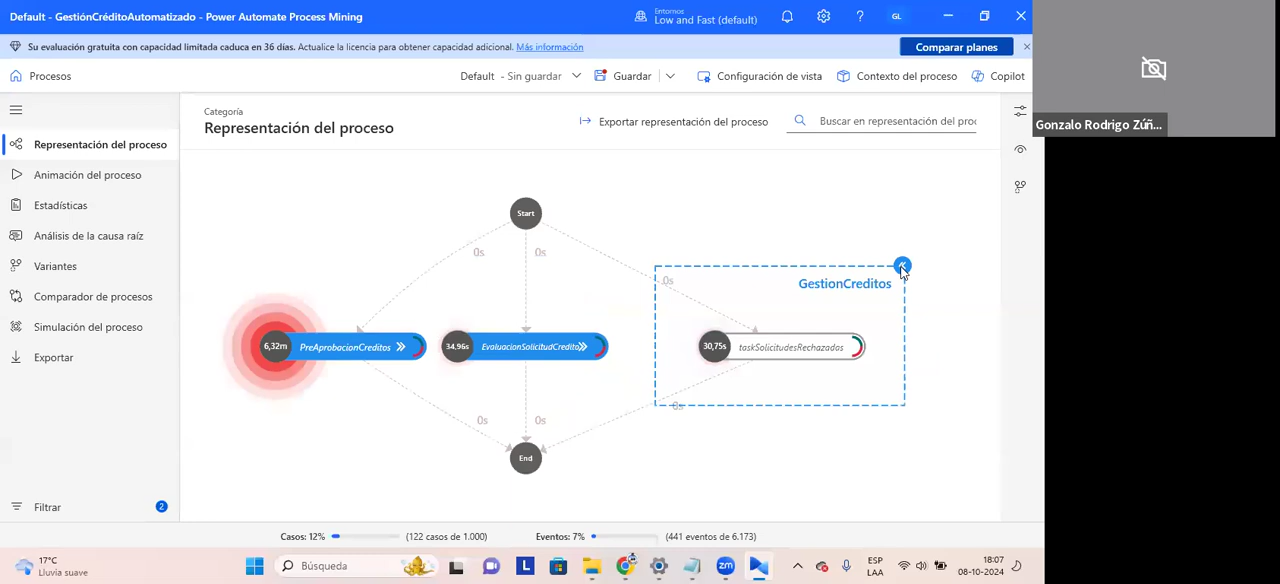 Default - GestiónCréditoAutomatizado - Power Automate Process Mining
Entornos
Low and Fast (default)
?
GL
Su evaluación gratuita con capacidad limitada caduca en 36 días. Actualice la licencia para obtener capacidad adicional. Más información
Comparar planes
Procesos
Default - Sin guardar
Guardar
Configuración de vista
Contexto del proceso
Copilot
Gonzalo Rodrigo Zúñ...
Categoría
Representación del proceso
Exportar representación del proceso
Buscar en representación del proc
Representación del proceso
Animación del proceso
Estadísticas
Análisis de la causa raíz
Variantes
Comparador de procesos
Simulación del proceso
Exportar
Filtrar
2
Start
0s
0s
0s
GestionCreditos
6,32m
PreAprobacionCreditos
34,96s
EvaluacionSolicitudCredito
30,75s
taskSolicitudesRechazadas
0s
0s
0s
End
Casos: 12%
(122 casos de 1.000)
Eventos: 7%
(441 eventos de 6.173)
17°C
Lluvia suave
Búsqueda
L
zm
ESP
LAA
18:07
08-10-2024